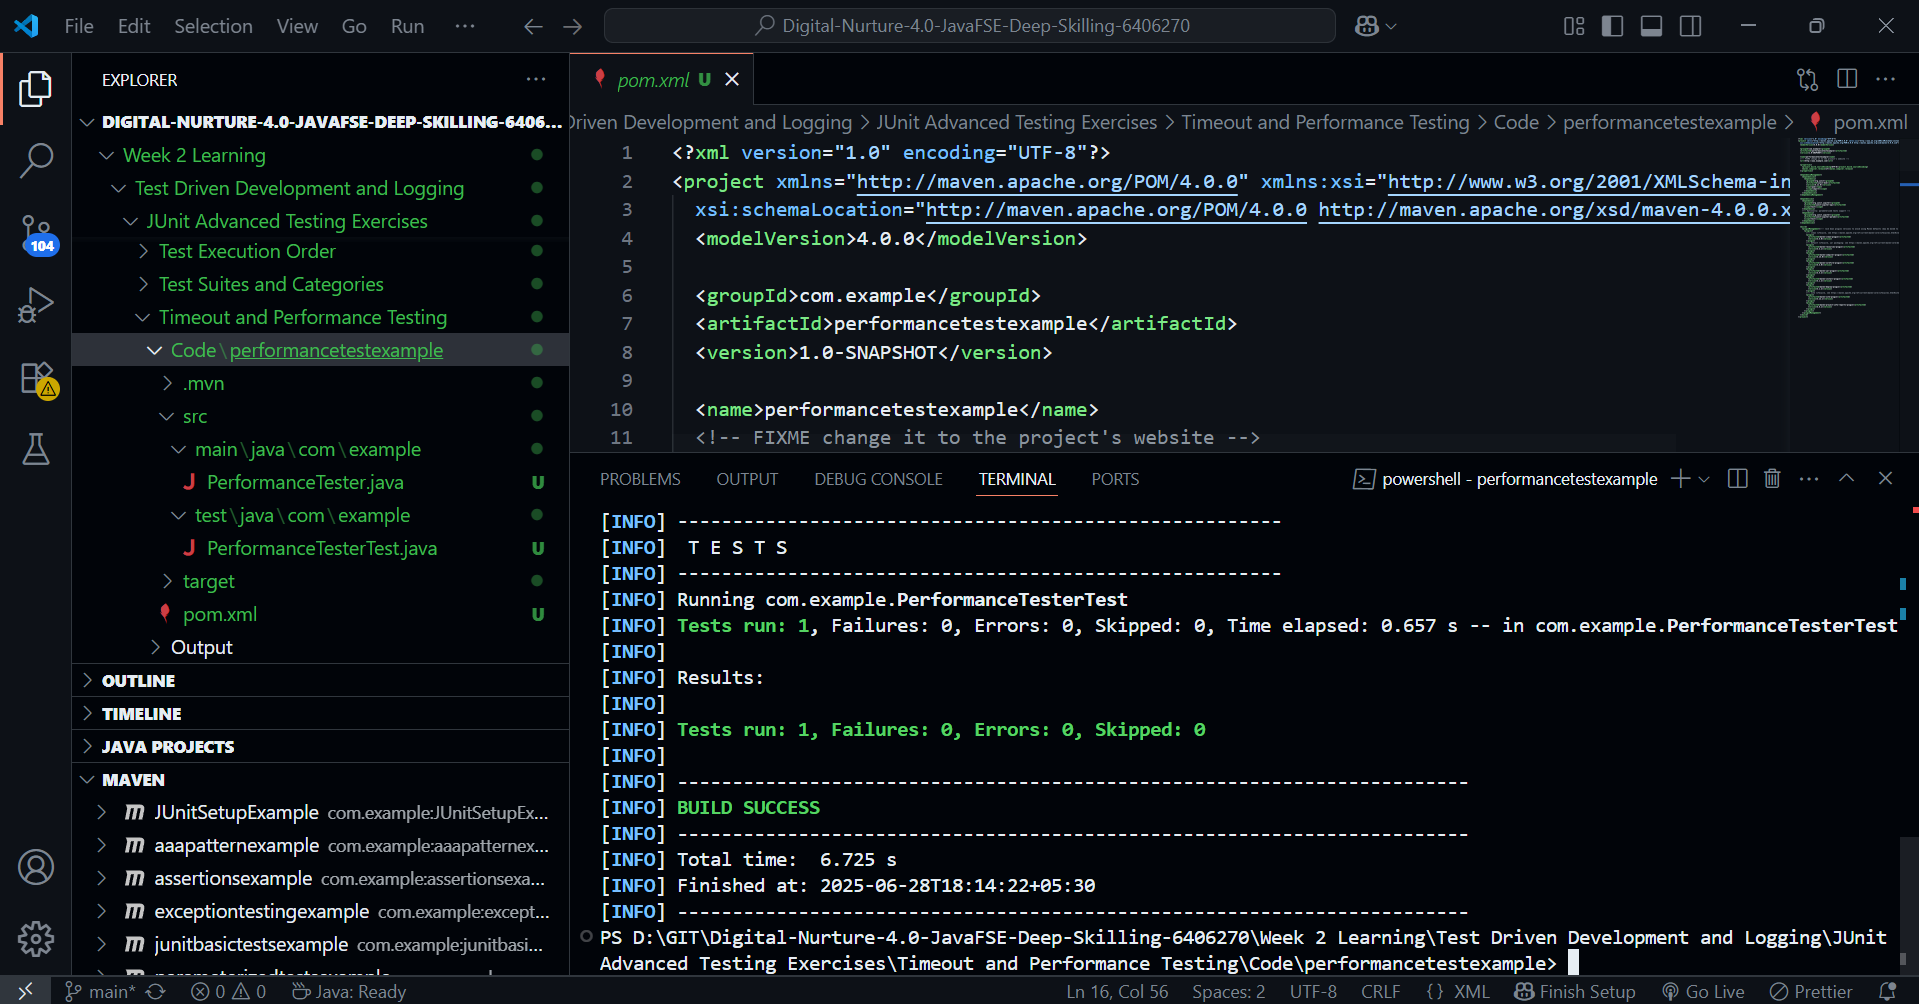 File Edit Selection View Go Run ··· Digital-Nurture-4.0-JavaFSE-Deep-Skilling-6406270
EXPLORER
DIGITAL-NURTURE-4.0-JAVAFSE-DEEP-SKILLING-6406...
Week 2 Learning
Test Driven Development and Logging
JUnit Advanced Testing Exercises
Test Execution Order
Test Suites and Categories
Timeout and Performance Testing
Code\performancetestexample
.mvn
src
main\java\com\example
PerformanceTester.java U
test\java\com\example
PerformanceTesterTest.java U
target
pom.xml U
Output
OUTLINE
TIMELINE
JAVA PROJECTS
MAVEN
JUnitSetupExample com.example:JUnitSetupEx...
aaapatternexample com.example:aaapatternex...
assertionsexample com.example:assertionsexa...
exceptiontestingexample com.example:except...
junitbasictestsexample com.example:junitbasi...
104
pom.xml U
Driven Development and Logging > JUnit Advanced Testing Exercises > Timeout and Performance Testing > Code > performancetestexample > pom.xml
1 <?xml version="1.0" encoding="UTF-8"?>
2 <project xmlns="http://maven.apache.org/POM/4.0.0" xmlns:xsi="http://www.w3.org/2001/XMLSchema-in
3 xsi:schemaLocation="http://maven.apache.org/POM/4.0.0 http://maven.apache.org/xsd/maven-4.0.0.x
4 <modelVersion>4.0.0</modelVersion>
5
6 <groupId>com.example</groupId>
7 <artifactId>performancetestexample</artifactId>
8 <version>1.0-SNAPSHOT</version>
9
10 <name>performancetestexample</name>
11 <!-- FIXME change it to the project's website -->
PROBLEMS OUTPUT DEBUG CONSOLE TERMINAL PORTS powershell - performancetestexample
[INFO] -------------------------------------------------------
[INFO]  T E S T S
[INFO] -------------------------------------------------------
[INFO] Running com.example.PerformanceTesterTest
[INFO] Tests run: 1, Failures: 0, Errors: 0, Skipped: 0, Time elapsed: 0.657 s -- in com.example.PerformanceTesterTest
[INFO]
[INFO] Results:
[INFO]
[INFO] Tests run: 1, Failures: 0, Errors: 0, Skipped: 0
[INFO]
[INFO] ------------------------------------------------------------------------
[INFO] BUILD SUCCESS
[INFO] ------------------------------------------------------------------------
[INFO] Total time:  6.725 s
[INFO] Finished at: 2025-06-28T18:14:22+05:30
[INFO] ------------------------------------------------------------------------
PS D:\GIT\Digital-Nurture-4.0-JavaFSE-Deep-Skilling-6406270\Week 2 Learning\Test Driven Development and Logging\JUnit
Advanced Testing Exercises\Timeout and Performance Testing\Code\performancetestexample>
main* 0 0 Java: Ready Ln 16, Col 56 Spaces: 2 UTF-8 CRLF {} XML Finish Setup Go Live Prettier